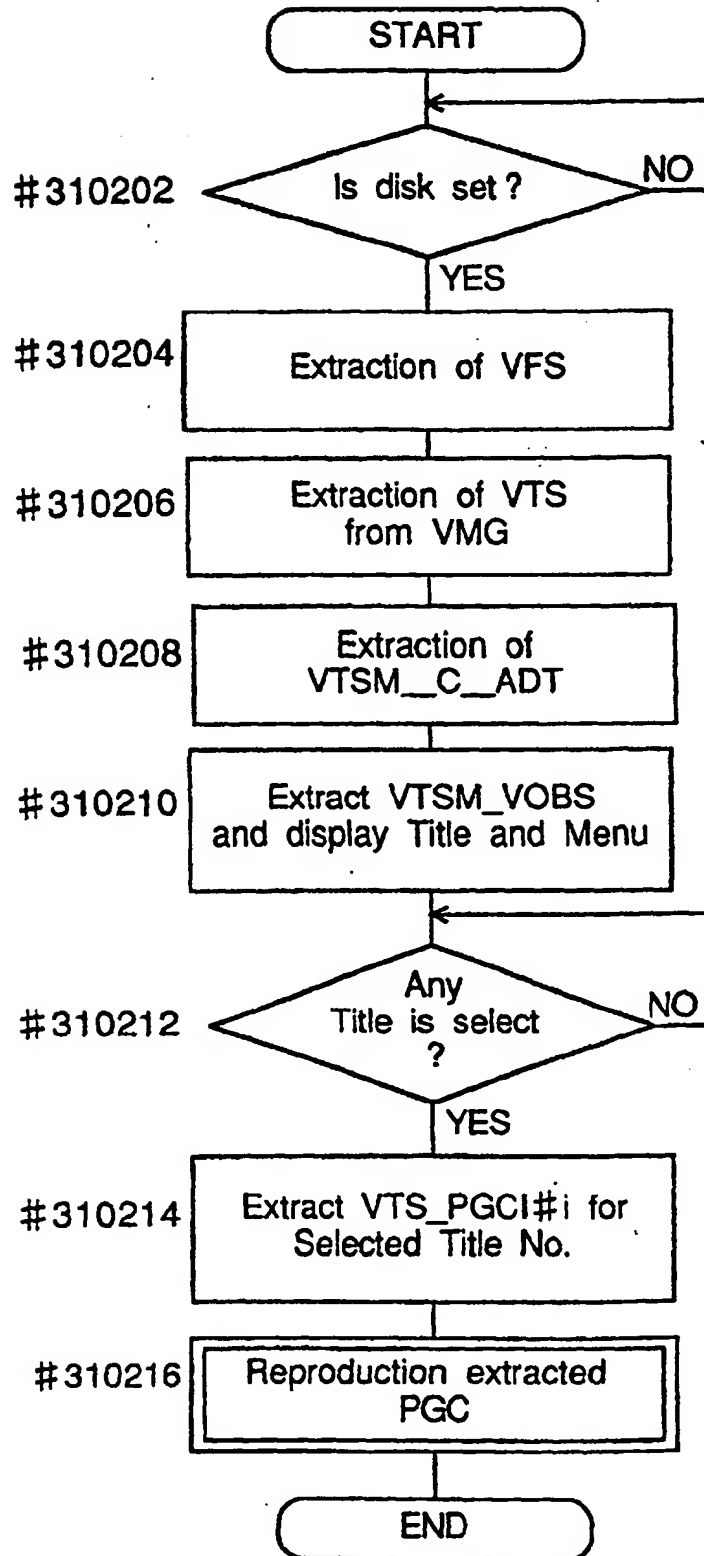 START
#310202
Is disk set ?
NO
YES
#310204
Extraction of VFS
#310206
Extraction of VTS
from VMG
#310208
Extraction of
VTSM__C__ADT
#310210
Extract VTSM_VOBS
and display Title and Menu
#310212
Any
Title is select
?
NO
YES
#310214
Extract VTS_PGCI#i for
Selected Title No.
#310216
Reproduction extracted
PGC
END